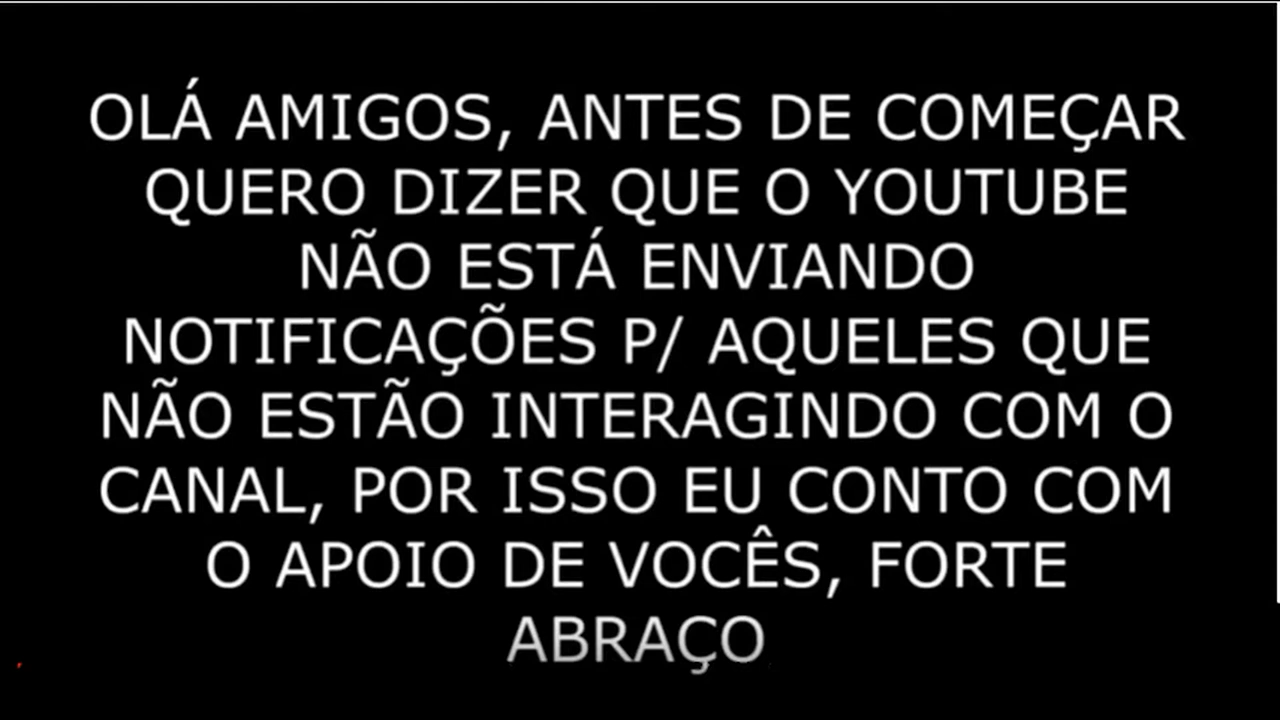 OLÁ AMIGOS, ANTES DE COMEÇAR
QUERO DIZER QUE O YOUTUBE
NÃO ESTÁ ENVIANDO
NOTIFICAÇÕES P/ AQUELES QUE
NÃO ESTÃO INTERAGINDO COM O
CANAL, POR ISSO EU CONTO COM
O APOIO DE VOCÊS, FORTE
ABRAÇO